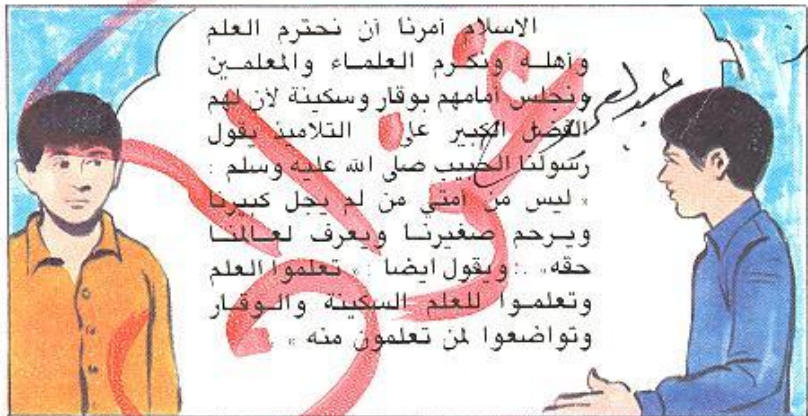 الاسلام أمرنا أن نحترم العلم
وأهله ونكرم العلماء والمعلمين
ونجلس أمامهم بوقار وسكينة لأن لهم
الفضل الكبير على التلاميذ يقول
رسولنا الحبيب صلى الله عليه وسلم :
« ليس من أمتي من لم يجل كبيرنا
ويرحم صغيرنا ويعرف لعالمنا
حقه» .: ويقول ايضا : « تعلموا العلم
وتعلموا للعلم السكينة والوقار
وتواضعوا لمن تعلمون منه »